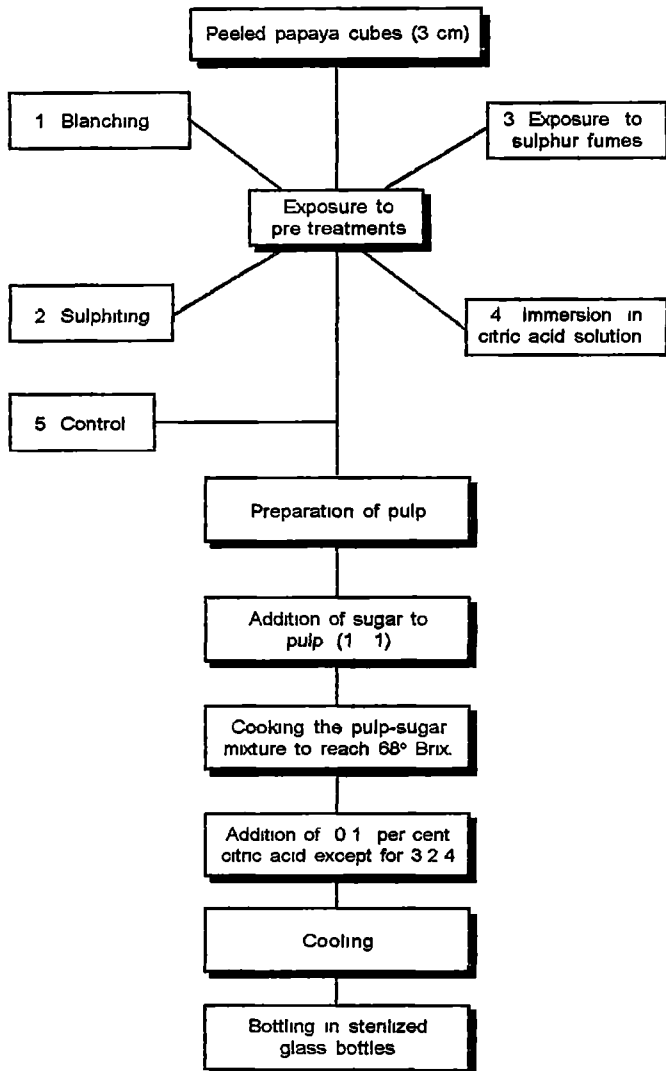 Peeled papaya cubes (3 cm)
1 Blanching
3 Exposure to
sulphur fumes
Exposure to
pre treatments
2 Sulphiting
4 Immersion in
citric acid solution
5 Control
Preparation of pulp
Addition of sugar to
pulp (1 1)
Cooking the pulp-sugar
mixture to reach 68° Brix.
Addition of 0 1 per cent
citric acid except for 3 2 4
Cooling
Bottling in sterilized
glass bottles